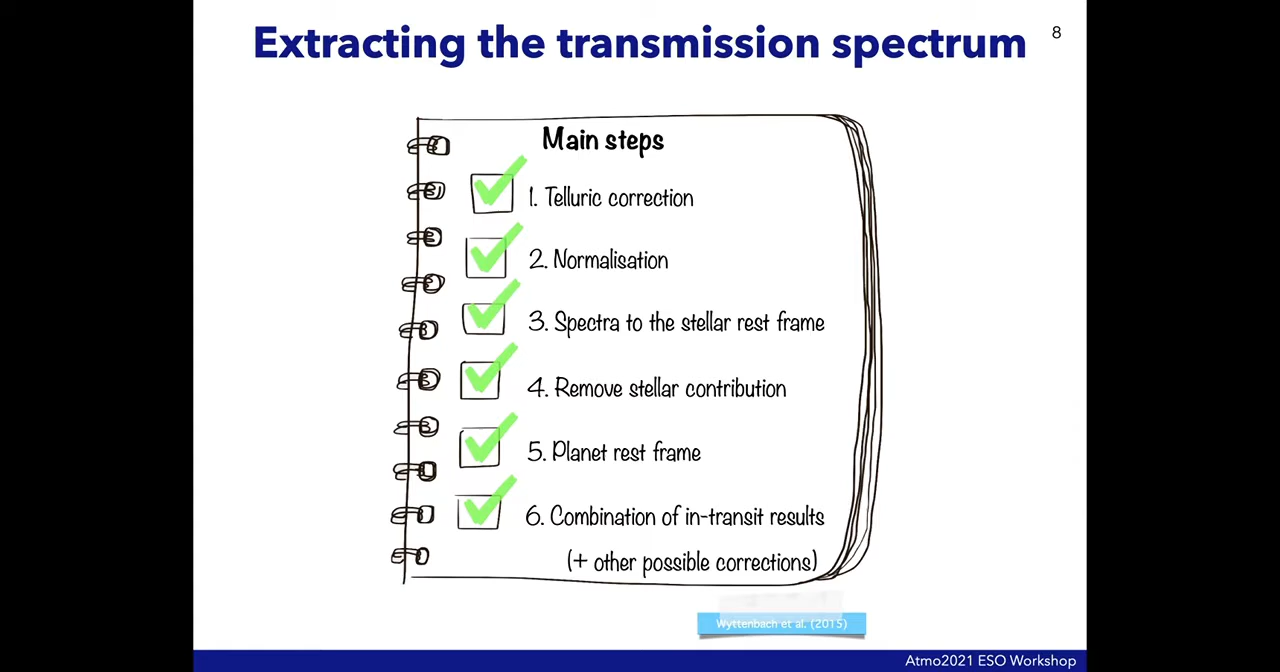 Extracting the transmission spectrum
8
Main steps
1. Telluric correction
2. Normalisation
3. Spectra to the stellar rest frame
4. Remove stellar contribution
5. Planet rest frame
6. Combination of in-transit results
(+ other possible corrections)
Wyttenbach et al. (2015)
Atmo2021 ESO Workshop